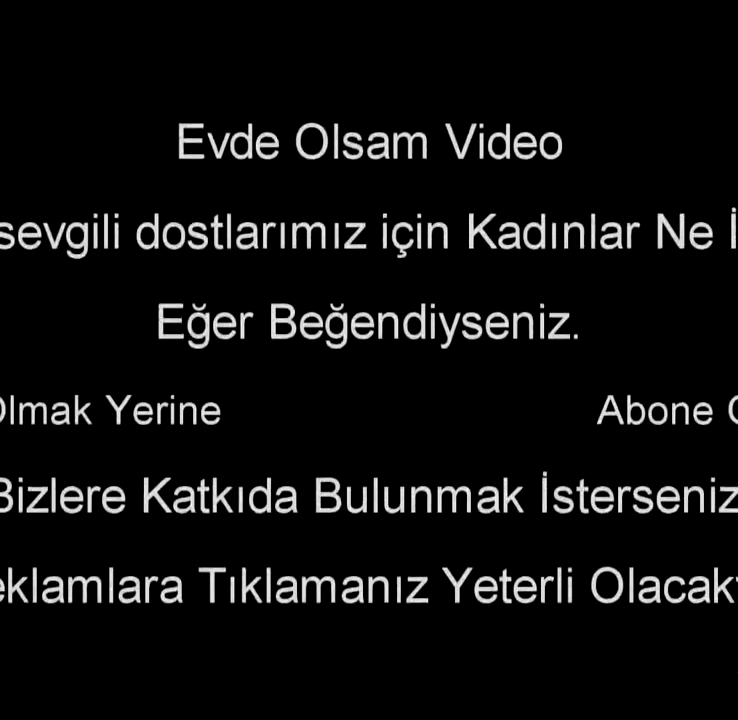 Evde Olsam Video
sevgili dostlarımız için Kadınlar Ne
Eğer Beğendiyseniz.
Olmak Yerine Abone
Bizlere Katkıda Bulunmak İsterseniz
eklamlara Tıklamanız Yeterli Olacak